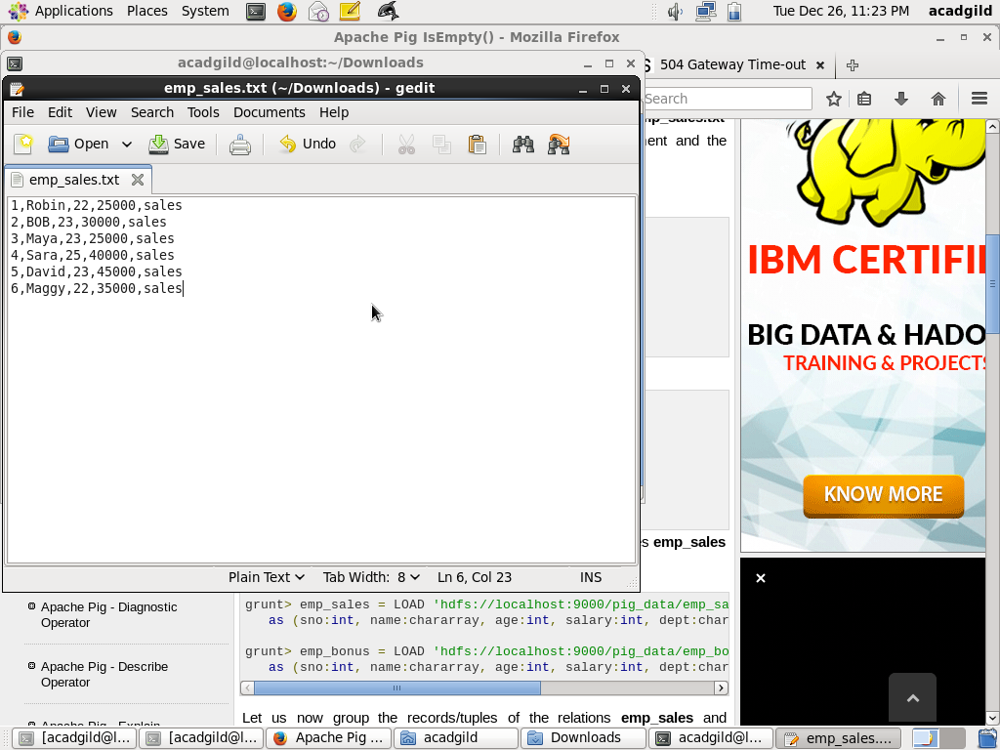 Applications Places System Tue Dec 26, 11:23 PM acadgild
Apache Pig IsEmpty() - Mozilla Firefox
acadgild@localhost:~/Downloads
504 Gateway Time-out
emp_sales.txt (~/Downloads) - gedit
Search
File Edit View Search Tools Documents Help
Open Save Undo
and the
emp_sales.txt
1,Robin,22,25000,sales
2,BOB,23,30000,sales
3,Maya,23,25000,sales
4,Sara,25,40000,sales
5,David,23,45000,sales
6,Maggy,22,35000,sales
IBM CERTIFI
BIG DATA & HADO
TRAINING & PROJECTS
KNOW MORE
emp_sales
Plain Text Tab Width: 8 Ln 6, Col 23 INS
Apache Pig - Diagnostic
Operator
Apache Pig - Describe
Operator
grunt> emp_sales = LOAD 'hdfs://localhost:9000/pig_data/emp_sa
as (sno:int, name:chararray, age:int, salary:int, dept:char
grunt> emp_bonus = LOAD 'hdfs://localhost:9000/pig_data/emp_bo
as (sno:int, name:chararray, age:int, salary:int, dept:char
Let us now group the records/tuples of the relations emp_sales and
[acadgild@l... [acadgild@l... Apache Pig ... acadgild Downloads acadgild@l... emp_sales....